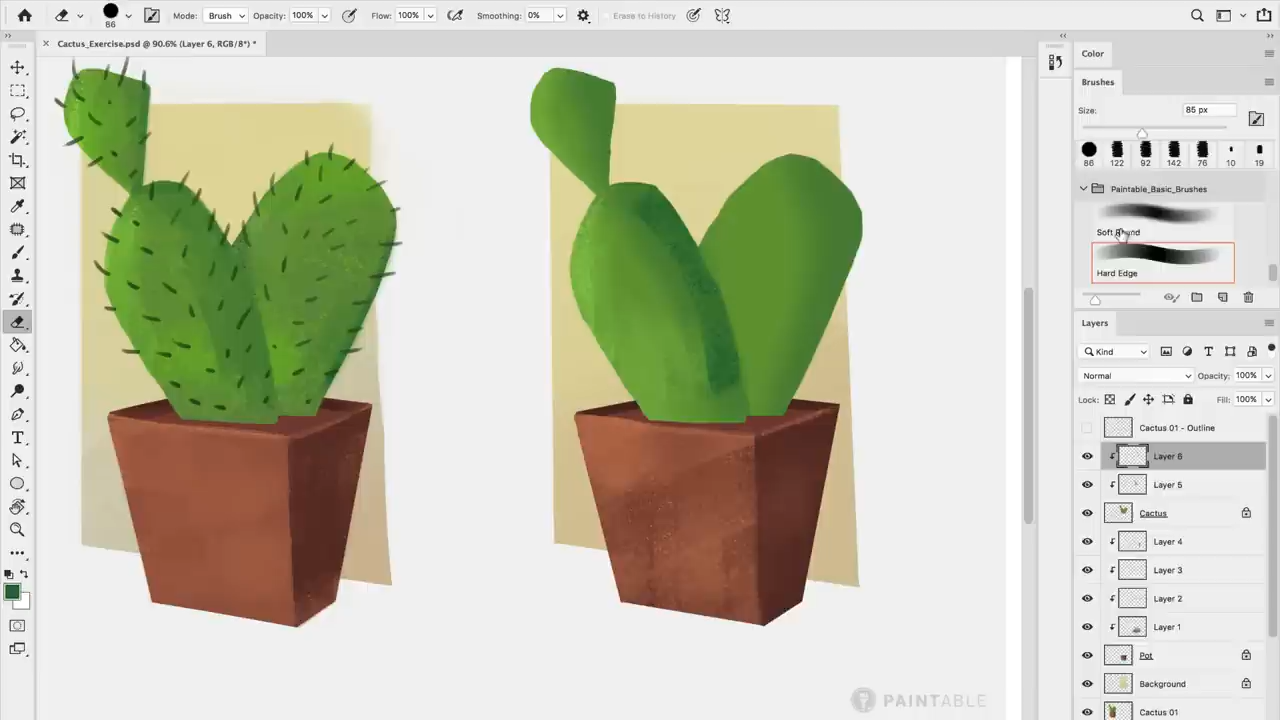 Mode: Brush Opacity: 100% Flow: 100% Smoothing: 0% Erase to History
86
Cactus_Exercise.psd @ 90.6% (Layer 6, RGB/8*) *
Color
Brushes
Size: 85 px
86 122 92 142 76 10 19
Paintable_Basic_Brushes
Soft Round
Hard Edge
Layers
Kind
Normal Opacity: 100%
Lock: Fill: 100%
Cactus 01 - Outline
Layer 6
Layer 5
Cactus
Layer 4
Layer 3
Layer 2
Layer 1
Pot
Background
Cactus 01
PAINTABLE